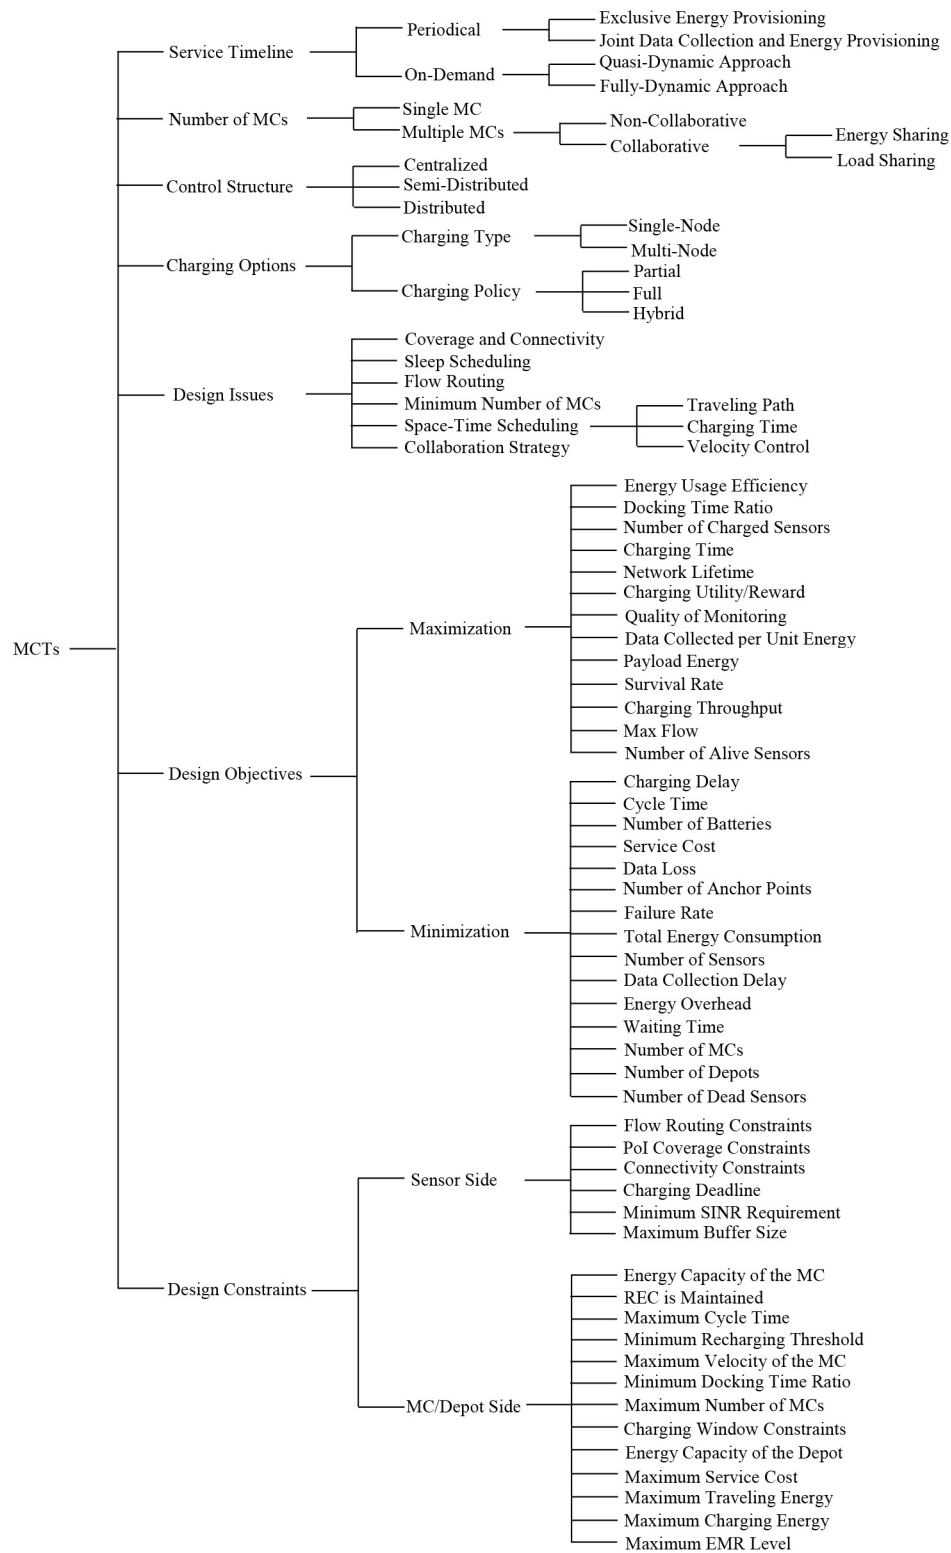 MCTs
Service Timeline
Periodical
Exclusive Energy Provisioning
Joint Data Collection and Energy Provisioning
On-Demand
Quasi-Dynamic Approach
Fully-Dynamic Approach
Number of MCs
Single MC
Multiple MCs
Non-Collaborative
Collaborative
Energy Sharing
Load Sharing
Control Structure
Centralized
Semi-Distributed
Distributed
Charging Options
Charging Type
Single-Node
Multi-Node
Charging Policy
Partial
Full
Hybrid
Design Issues
Coverage and Connectivity
Sleep Scheduling
Flow Routing
Minimum Number of MCs
Space-Time Scheduling
Traveling Path
Charging Time
Velocity Control
Collaboration Strategy
Design Objectives
Maximization
Energy Usage Efficiency
Docking Time Ratio
Number of Charged Sensors
Charging Time
Network Lifetime
Charging Utility/Reward
Quality of Monitoring
Data Collected per Unit Energy
Payload Energy
Survival Rate
Charging Throughput
Max Flow
Number of Alive Sensors
Minimization
Charging Delay
Cycle Time
Number of Batteries
Service Cost
Data Loss
Number of Anchor Points
Failure Rate
Total Energy Consumption
Number of Sensors
Data Collection Delay
Energy Overhead
Waiting Time
Number of MCs
Number of Depots
Number of Dead Sensors
Design Constraints
Sensor Side
Flow Routing Constraints
PoI Coverage Constraints
Connectivity Constraints
Charging Deadline
Minimum SINR Requirement
Maximum Buffer Size
MC/Depot Side
Energy Capacity of the MC
REC is Maintained
Maximum Cycle Time
Minimum Recharging Threshold
Maximum Velocity of the MC
Minimum Docking Time Ratio
Maximum Number of MCs
Charging Window Constraints
Energy Capacity of the Depot
Maximum Service Cost
Maximum Traveling Energy
Maximum Charging Energy
Maximum EMR Level